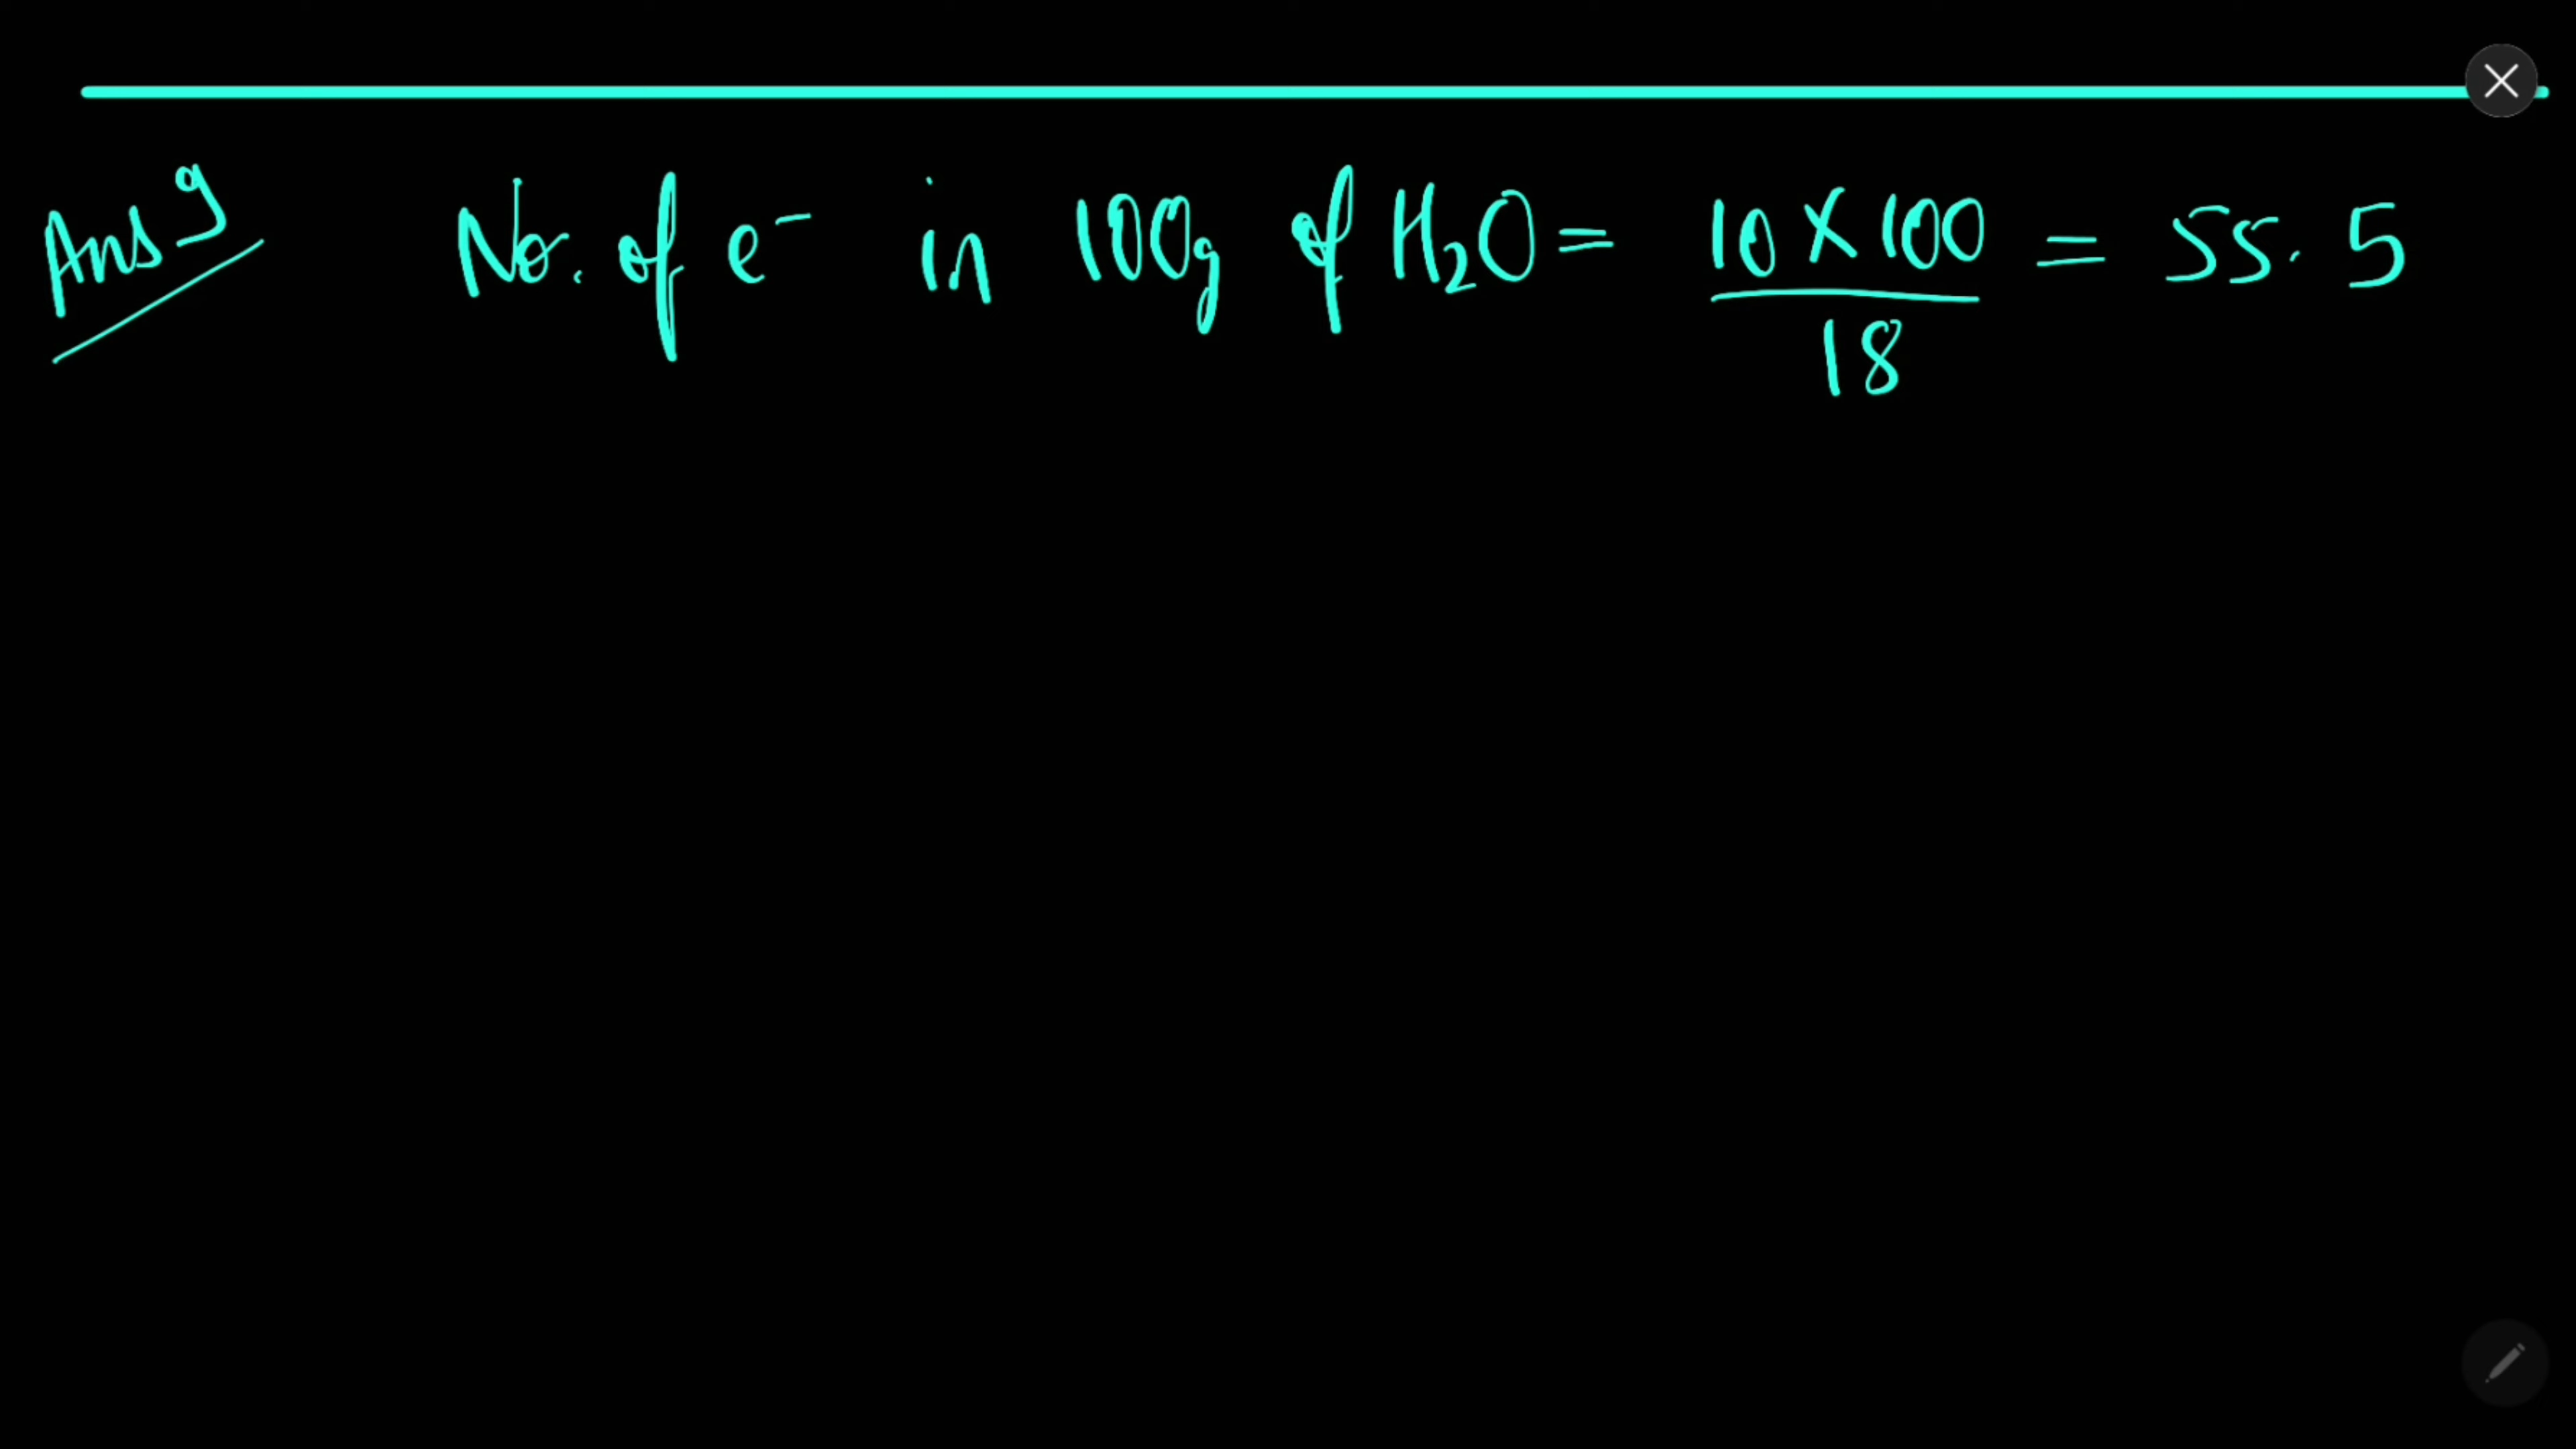 Ans 9 No. of e⁻ in 100g of H₂O = 10 × 100 / 18 = 55.5